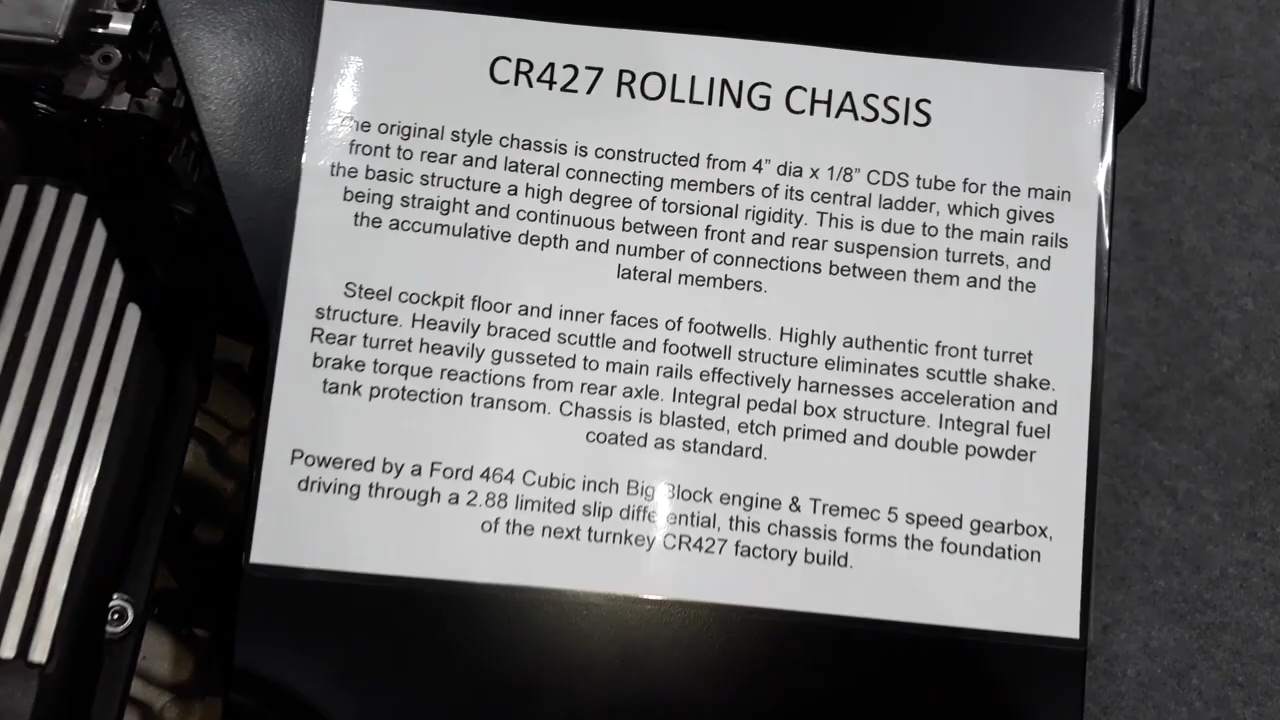 CR427 ROLLING CHASSIS
The original style chassis is constructed from 4” dia x 1/8” CDS tube for the main
front to rear and lateral connecting members of its central ladder, which gives
the basic structure a high degree of torsional rigidity. This is due to the main rails
being straight and continuous between front and rear suspension turrets, and
the accumulative depth and number of connections between them and the
lateral members.
Steel cockpit floor and inner faces of footwells. Highly authentic front turret
structure. Heavily braced scuttle and footwell structure eliminates scuttle shake.
Rear turret heavily gusseted to main rails effectively harnesses acceleration and
brake torque reactions from rear axle. Integral pedal box structure. Integral fuel
tank protection transom. Chassis is blasted, etch primed and double powder
coated as standard.
Powered by a Ford 464 Cubic inch Big Block engine & Tremec 5 speed gearbox,
driving through a 2.88 limited slip differential, this chassis forms the foundation
of the next turnkey CR427 factory build.